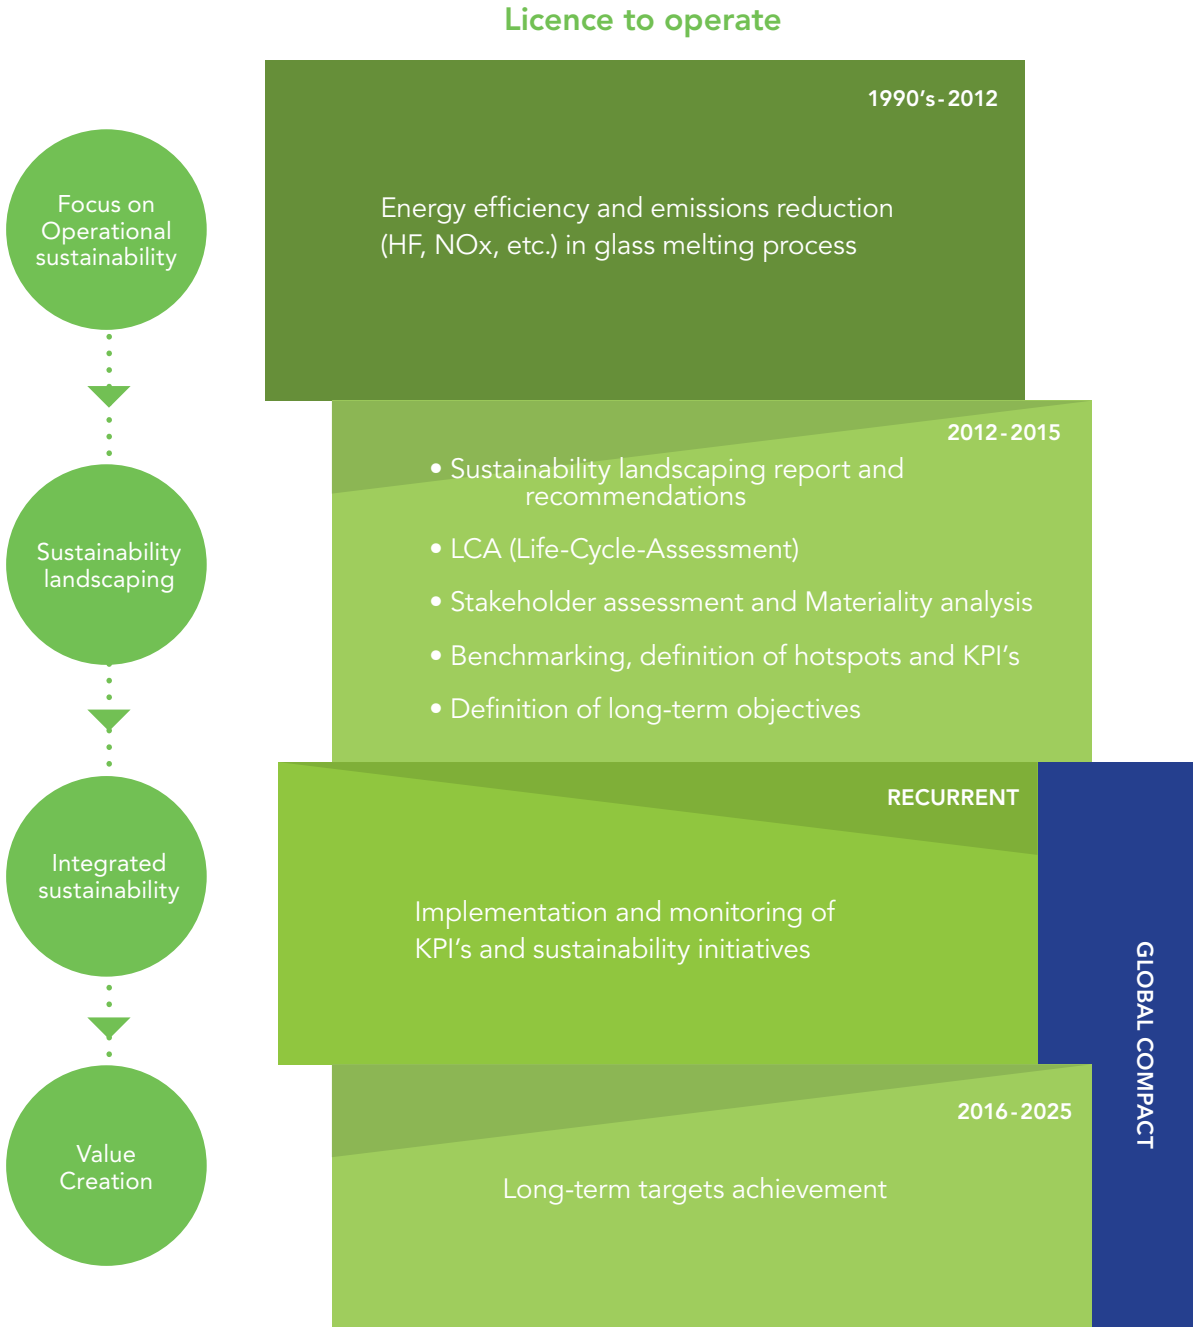 Licence to operate
1990's-2012
Focus on
Operational
sustainability
Energy efficiency and emissions reduction
(HF, NOx, etc.) in glass melting process
2012-2015
• Sustainability landscaping report and
recommendations
• LCA (Life-Cycle-Assessment)
• Stakeholder assessment and Materiality analysis
• Benchmarking, definition of hotspots and KPI's
• Definition of long-term objectives
Sustainability
landscaping
RECURRENT
Integrated
sustainability
Implementation and monitoring of
KPI's and sustainability initiatives
GLOBAL COMPACT
2016-2025
Value
Creation
Long-term targets achievement